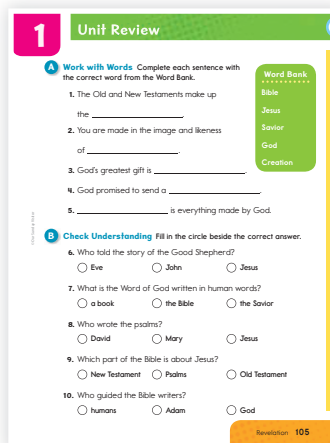 1 Unit Review
A Work with Words Complete each sentence with
the correct word from the Word Bank.
1. The Old and New Testaments make up
the ____________.
2. You are made in the image and likeness
of ____________.
3. God's greatest gift is ____________.
4. God promised to send a ____________.
5. ____________ is everything made by God.
Word Bank
Bible
Jesus
Savior
God
Creation
B Check Understanding Fill in the circle beside the correct answer.
6. Who told the story of the Good Shepherd?
Eve John Jesus
7. What is the Word of God written in human words?
a book the Bible the Savior
8. Who wrote the psalms?
David Mary Jesus
9. Which part of the Bible is about Jesus?
New Testament Psalms Old Testament
10. Who guided the Bible writers?
humans Adam God
Revelation 105